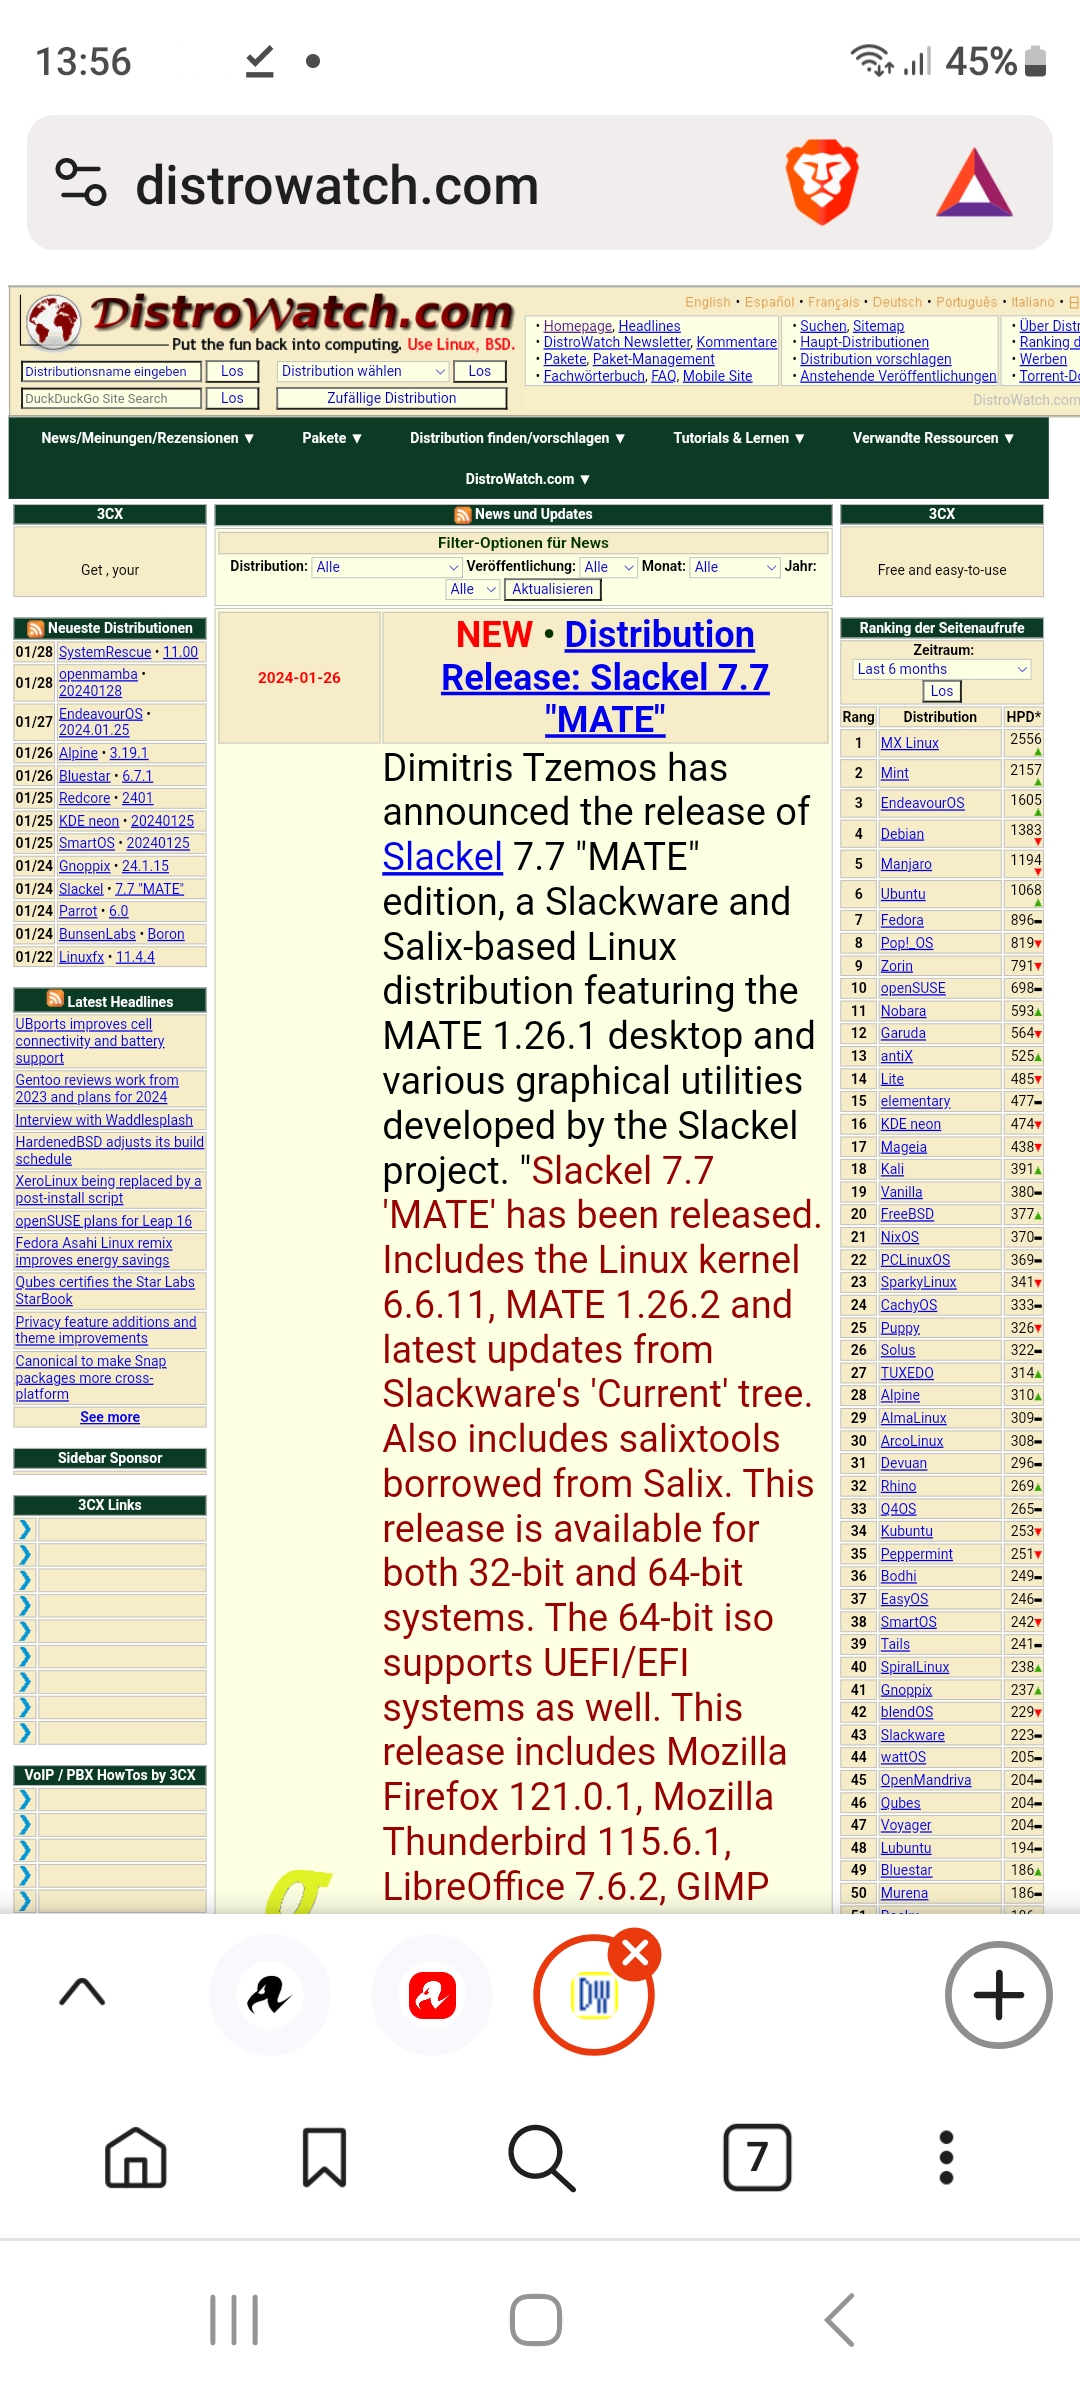 13:56
45%
distrowatch.com
DistroWatch.com
Put the fun back into computing. Use Linux, BSD.
English • Español • Français • Deutsch • Português • Italiano •
Distributionsname eingeben Los Distribution wählen Los
DuckDuckGo Site Search Los Zufällige Distribution
• Homepage, Headlines
• DistroWatch Newsletter, Kommentare
• Pakete, Paket-Management
• Fachwörterbuch, FAQ, Mobile Site
• Suchen, Sitemap
• Haupt-Distributionen
• Distribution vorschlagen
• Anstehende Veröffentlichungen
• Über Distr
• Ranking d
• Werben
• Torrent-Do
DistroWatch.com
News/Meinungen/Rezensionen ▼ Pakete ▼ Distribution finden/vorschlagen ▼ Tutorials & Lernen ▼ Verwandte Ressourcen ▼
DistroWatch.com ▼
3CX
Get , your
Neueste Distributionen
01/28 SystemRescue • 11.00
01/28 openmamba •
20240128
01/27 EndeavourOS •
2024.01.25
01/26 Alpine • 3.19.1
01/26 Bluestar • 6.7.1
01/25 Redcore • 2401
01/25 KDE neon • 20240125
01/25 SmartOS • 20240125
01/24 Gnoppix • 24.1.15
01/24 Slackel • 7.7 "MATE"
01/24 Parrot • 6.0
01/24 BunsenLabs • Boron
01/22 Linuxfx • 11.4.4
Latest Headlines
UBports improves cell
connectivity and battery
support
Gentoo reviews work from
2023 and plans for 2024
Interview with Waddlesplash
HardenedBSD adjusts its build
schedule
XeroLinux being replaced by a
post-install script
openSUSE plans for Leap 16
Fedora Asahi Linux remix
improves energy savings
Qubes certifies the Star Labs
StarBook
Privacy feature additions and
theme improvements
Canonical to make Snap
packages more cross-
platform
See more
Sidebar Sponsor
3CX Links
VoIP / PBX HowTos by 3CX
News und Updates
Filter-Optionen für News
Distribution: Alle Veröffentlichung: Alle Monat: Alle Jahr:
Alle Aktualisieren
2024-01-26
NEW • Distribution
Release: Slackel 7.7
"MATE"
Dimitris Tzemos has
announced the release of
Slackel 7.7 "MATE"
edition, a Slackware and
Salix-based Linux
distribution featuring the
MATE 1.26.1 desktop and
various graphical utilities
developed by the Slackel
project. "Slackel 7.7
'MATE' has been released.
Includes the Linux kernel
6.6.11, MATE 1.26.2 and
latest updates from
Slackware's 'Current' tree.
Also includes salixtools
borrowed from Salix. This
release is available for
both 32-bit and 64-bit
systems. The 64-bit iso
supports UEFI/EFI
systems as well. This
release includes Mozilla
Firefox 121.0.1, Mozilla
Thunderbird 115.6.1,
LibreOffice 7.6.2, GIMP
3CX
Free and easy-to-use
Ranking der Seitenaufrufe
Zeitraum:
Last 6 months
Los
Rang Distribution HPD*
1 MX Linux 2556
2 Mint 2157
3 EndeavourOS 1605
4 Debian 1383
5 Manjaro 1194
6 Ubuntu 1068
7 Fedora 896
8 Pop!_OS 819
9 Zorin 791
10 openSUSE 698
11 Nobara 593
12 Garuda 564
13 antiX 525
14 Lite 485
15 elementary 477
16 KDE neon 474
17 Mageia 438
18 Kali 391
19 Vanilla 380
20 FreeBSD 377
21 NixOS 370
22 PCLinuxOS 369
23 SparkyLinux 341
24 CachyOS 333
25 Puppy 326
26 Solus 322
27 TUXEDO 314
28 Alpine 310
29 AlmaLinux 309
30 ArcoLinux 308
31 Devuan 296
32 Rhino 269
33 Q4OS 265
34 Kubuntu 253
35 Peppermint 251
36 Bodhi 249
37 EasyOS 246
38 SmartOS 242
39 Tails 241
40 SpiralLinux 238
41 Gnoppix 237
42 blendOS 229
43 Slackware 223
44 wattOS 205
45 OpenMandriva 204
46 Qubes 204
47 Voyager 204
48 Lubuntu 194
49 Bluestar 186
50 Murena 186
DW
7